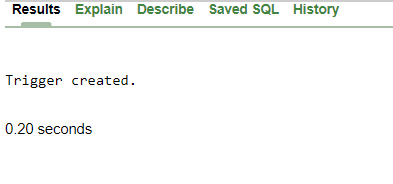 Results Explain Describe Saved SQL History
Trigger created.
0.20 seconds